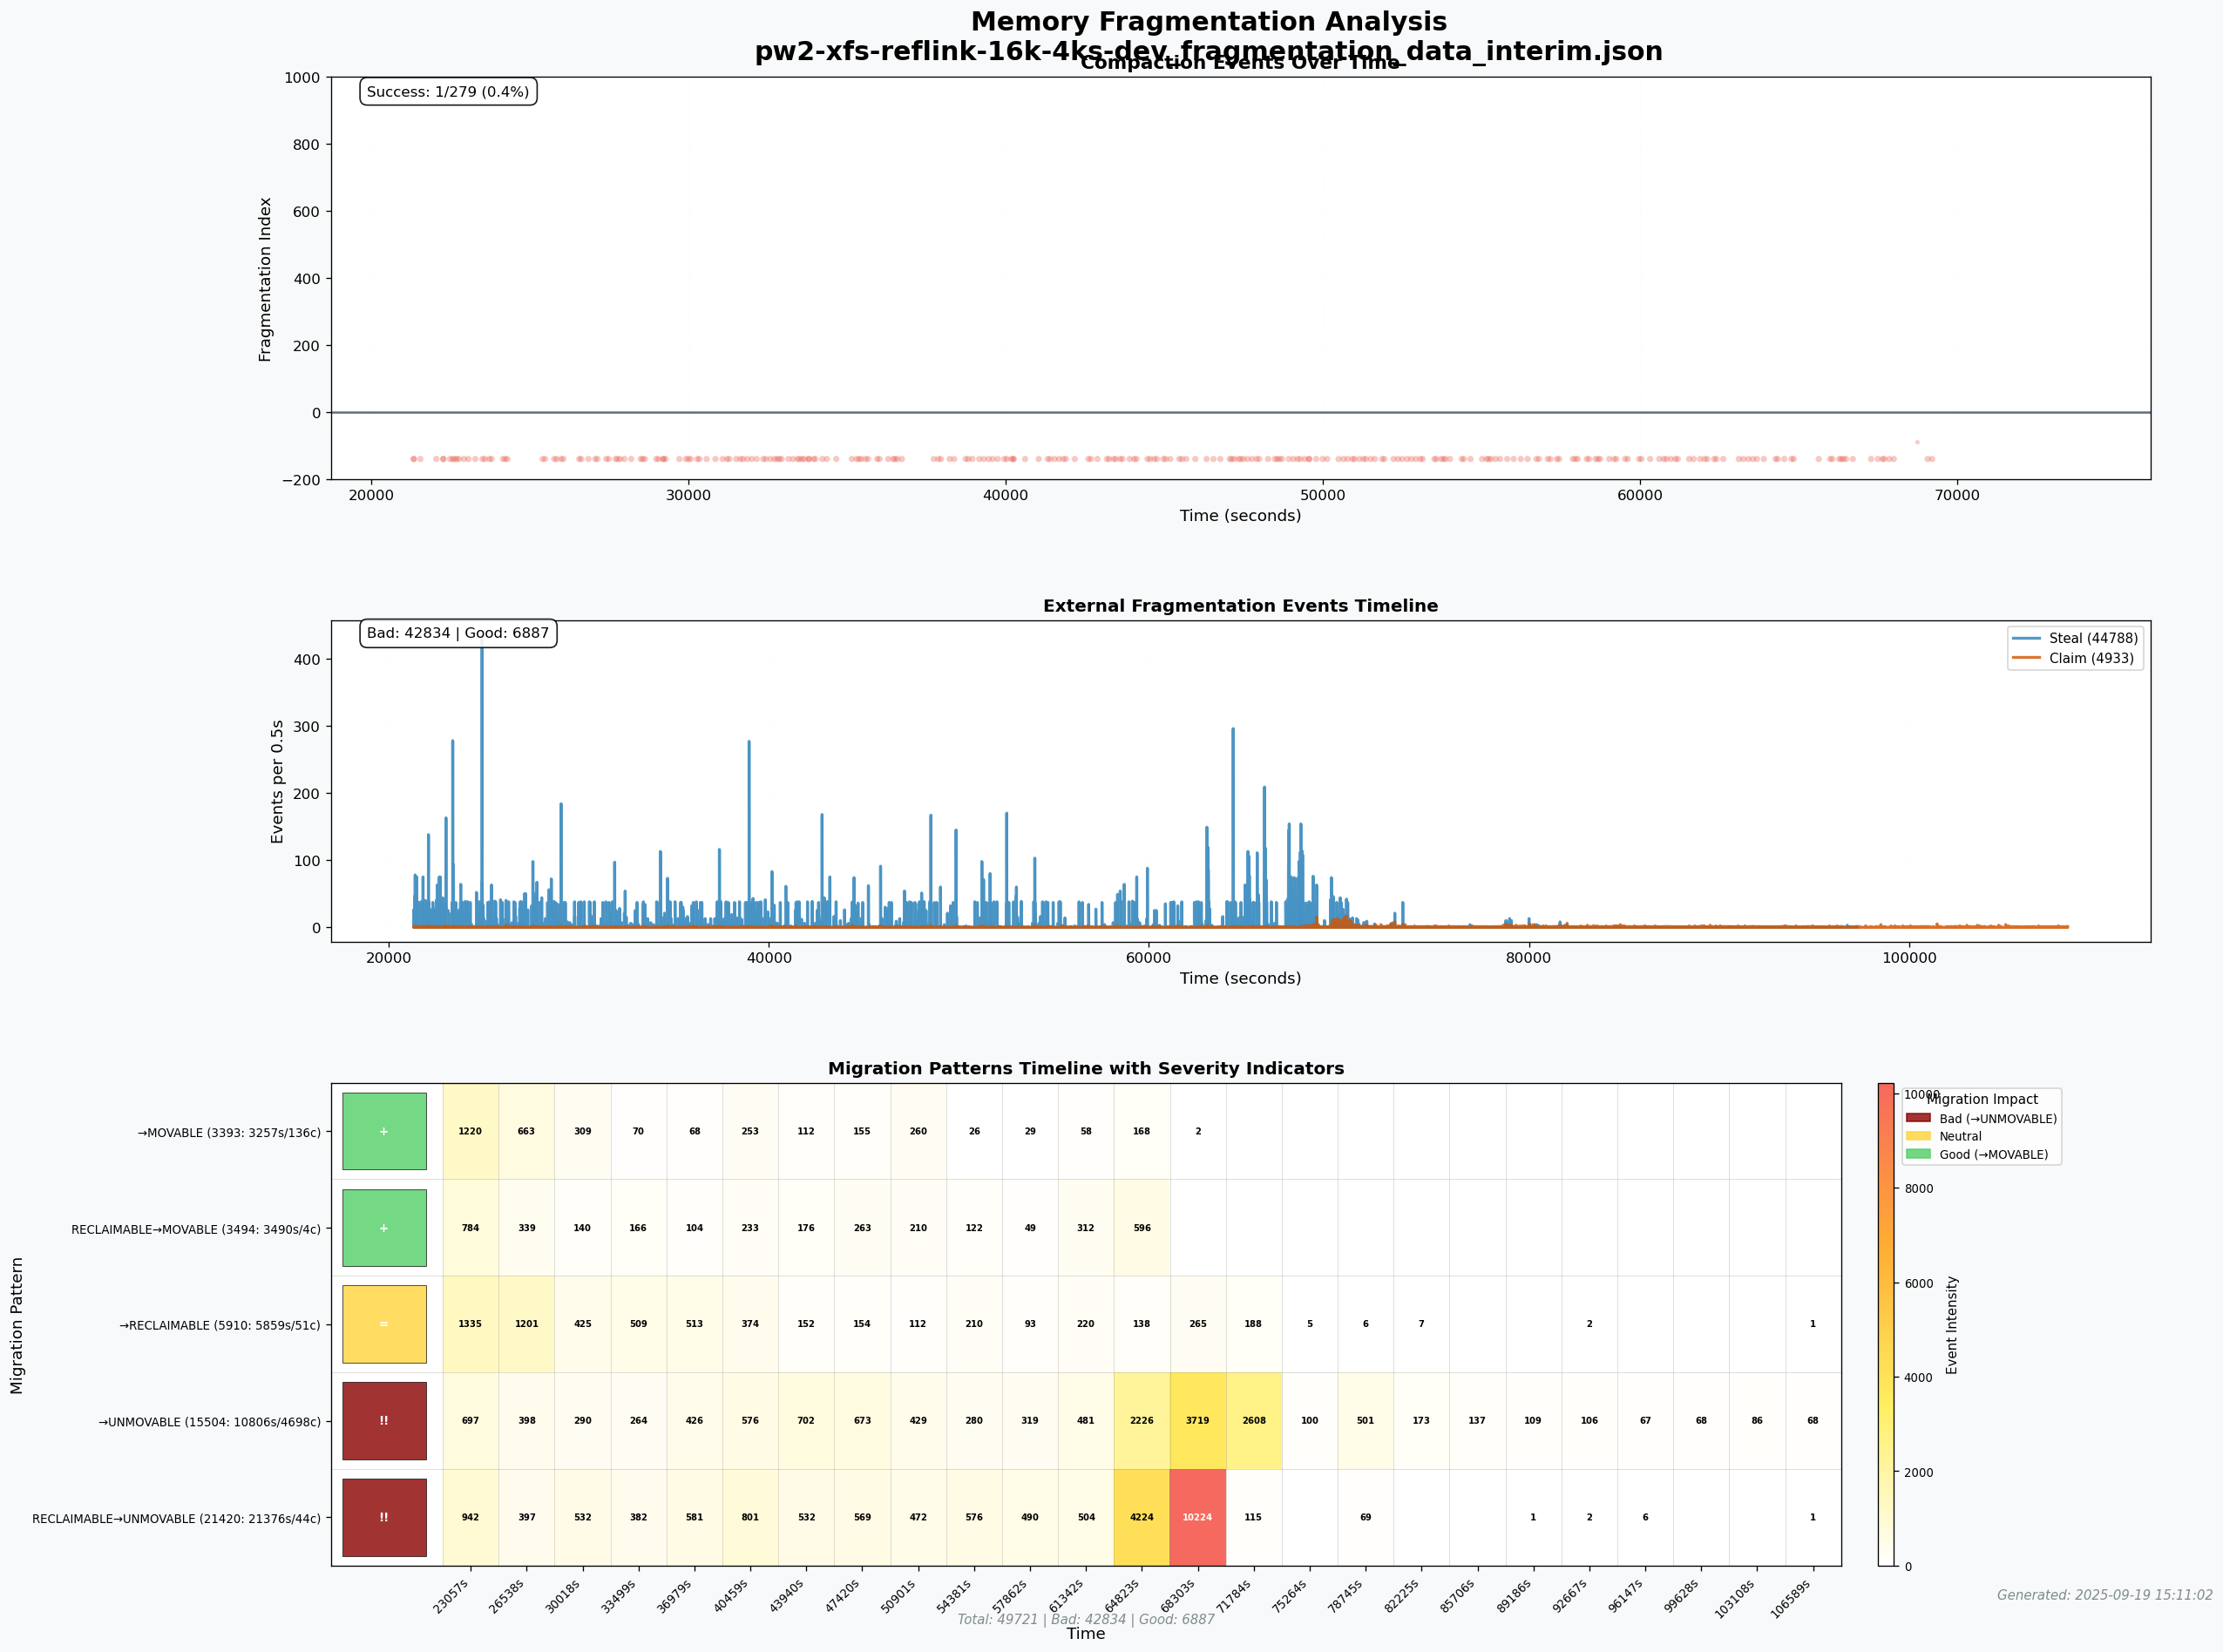 Memory Fragmentation Analysis
pw2-xfs-reflink-16k-4ks-dev_fragmentation_data_interim.json
Compaction Events Over Time
Success: 1/279 (0.4%)
Fragmentation Index
1000
800
600
400
200
0
−200
20000 30000 40000 50000 60000 70000
Time (seconds)
External Fragmentation Events Timeline
Bad: 42834 | Good: 6887
Steal (44788)
Claim (4933)
Events per 0.5s
400
300
200
100
0
20000 40000 60000 80000 100000
Time (seconds)
Migration Patterns Timeline with Severity Indicators
Migration Pattern
→MOVABLE (3393: 3257s/136c) + 1220 663 309 70 68 253 112 155 260 26 29 58 168 2
RECLAIMABLE→MOVABLE (3494: 3490s/4c) + 784 339 140 166 104 233 176 263 210 122 49 312 596
→RECLAIMABLE (5910: 5859s/51c) = 1335 1201 425 509 513 374 152 154 112 210 93 220 138 265 188 5 6 7 2 1
→UNMOVABLE (15504: 10806s/4698c) !! 697 398 290 264 426 576 702 673 429 280 319 481 2226 3719 2608 100 501 173 137 109 106 67 68 86 68
RECLAIMABLE→UNMOVABLE (21420: 21376s/44c) !! 942 397 532 382 581 801 532 569 472 576 490 504 4224 10224 115 69 1 2 6 1
23057s 26538s 30018s 33499s 36979s 40459s 43940s 47420s 50901s 54381s 57862s 61342s 64823s 68303s 71784s 75264s 78745s 82225s 85706s 89186s 92667s 96147s 99628s 103108s 106589s
Time
Total: 49721 | Bad: 42834 | Good: 6887
10000
8000
6000
4000
2000
0
Event Intensity
Migration Impact
Bad (→UNMOVABLE)
Neutral
Good (→MOVABLE)
Generated: 2025-09-19 15:11:02